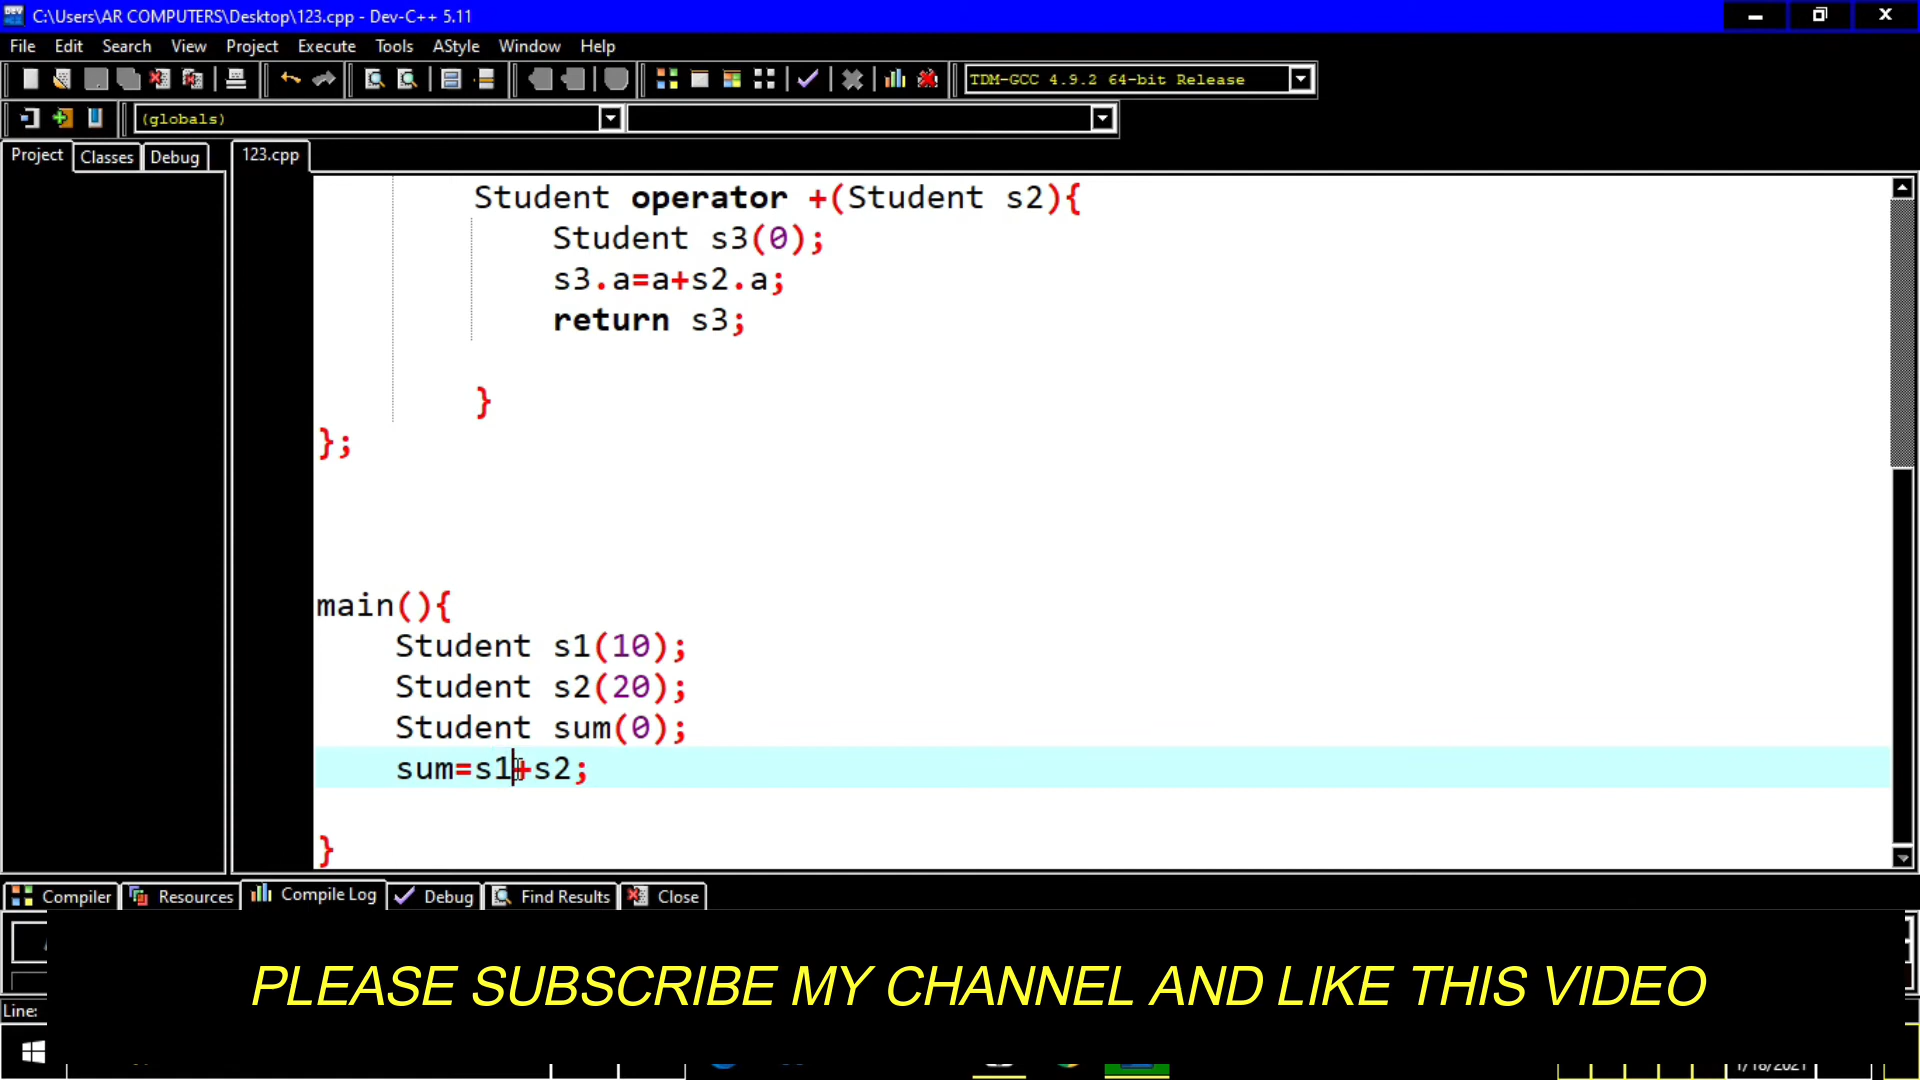 C:\Users\AR COMPUTERS\Desktop\123.cpp - Dev-C++ 5.11
File Edit Search View Project Execute Tools AStyle Window Help
TDM-GCC 4.9.2 64-bit Release
(globals)
Project Classes Debug 123.cpp
Student operator +(Student s2){
Student s3(0);
s3.a=a+s2.a;
return s3;
}
};
main(){
Student s1(10);
Student s2(20);
Student sum(0);
sum=s1+s2;
}
Compiler Resources Compile Log Debug Find Results Close
PLEASE SUBSCRIBE MY CHANNEL AND LIKE THIS VIDEO
Line:
1/18/2021